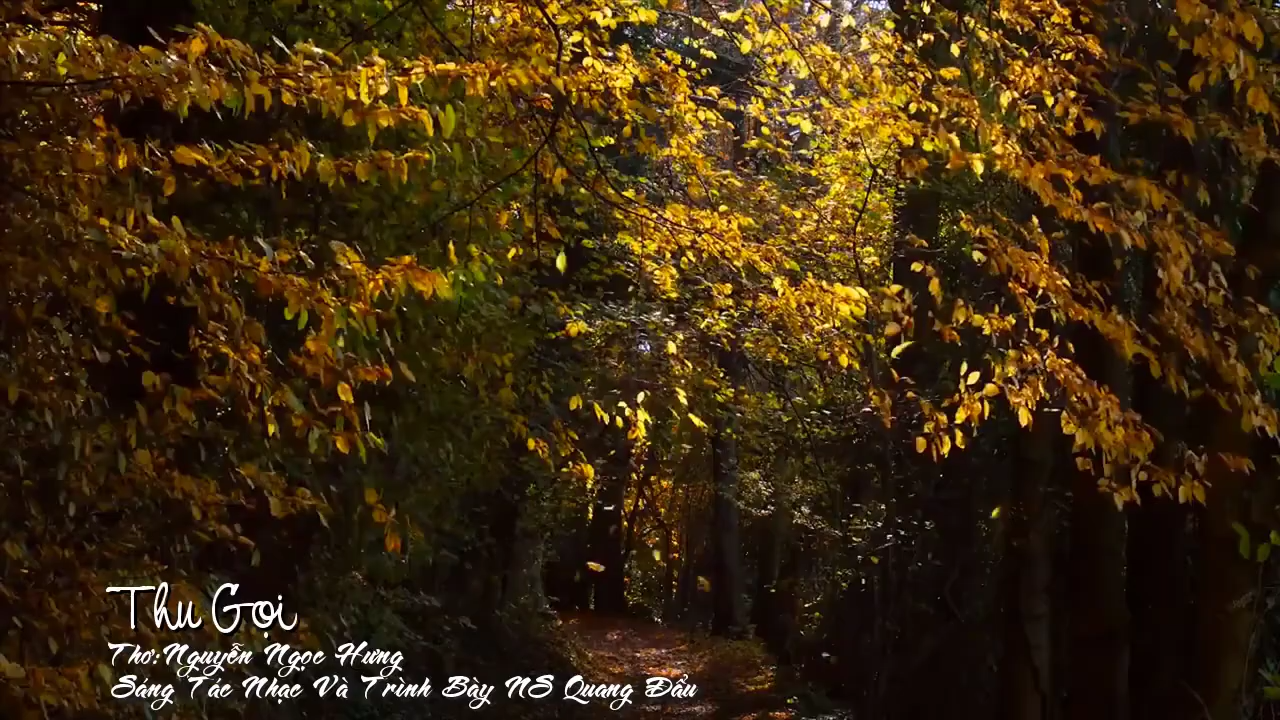 Thu Gọi
Thơ: Nguyễn Ngọc Hưng
Sáng Tác Nhạc Và Trình Bày NS Quang Đẩu